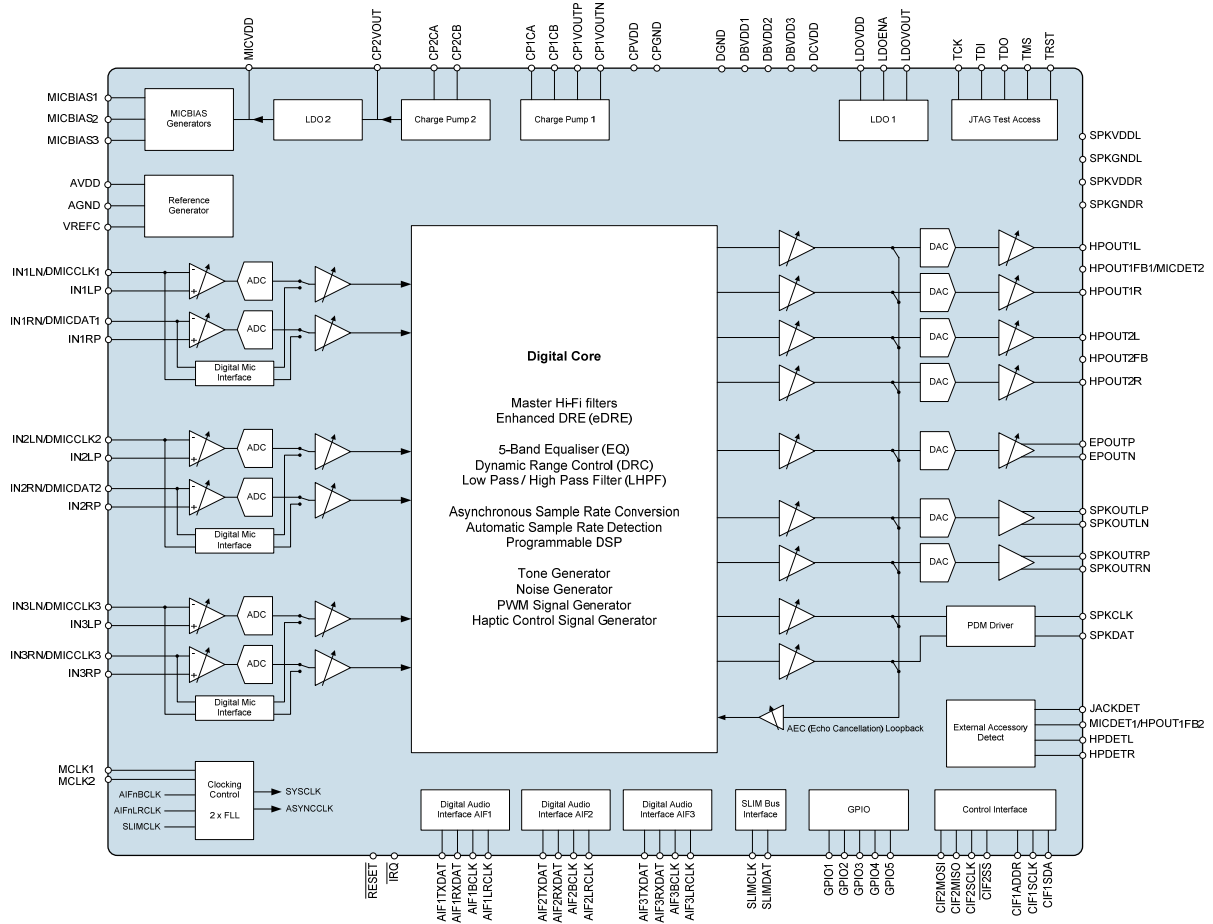 MICVDD
CP2VOUT
CP2CA
CP2CB
CP1CA
CP1CB
CP1VOUTP
CP1VOUTN
CPVDD
CPGND
DGND
DBVDD1
DBVDD2
DBVDD3
DCVDD
LDOVDD
LDOENA
LDOVOUT
TCK
TDI
TDO
TMS
TRST
MICBIAS1
MICBIAS2
MICBIAS3
MICBIAS
Generators
LDO 2
Charge Pump 2
Charge Pump 1
LDO 1
JTAG Test Access
SPKVDDL
SPKGNDL
SPKVDDR
SPKGNDR
AVDD
AGND
VREFC
Reference
Generator
IN1LN/DMICCLK1
IN1LP
IN1RN/DMICDAT1
IN1RP
-
+
ADC
-
+
ADC
Digital Mic
Interface
IN2LN/DMICCLK2
IN2LP
IN2RN/DMICDAT2
IN2RP
-
+
ADC
-
+
ADC
Digital Mic
Interface
IN3LN/DMICCLK3
IN3LP
IN3RN/DMICCLK3
IN3RP
-
+
ADC
-
+
ADC
Digital Mic
Interface
Digital Core
Master Hi-Fi filters
Enhanced DRE (eDRE)
5-Band Equaliser (EQ)
Dynamic Range Control (DRC)
Low Pass / High Pass Filter (LHPF)
Asynchronous Sample Rate Conversion
Automatic Sample Rate Detection
Programmable DSP
Tone Generator
Noise Generator
PWM Signal Generator
Haptic Control Signal Generator
DAC
DAC
DAC
DAC
DAC
DAC
DAC
HPOUT1L
HPOUT1FB1/MICDET2
HPOUT1R
HPOUT2L
HPOUT2FB
HPOUT2R
EPOUTP
EPOUTN
SPKOUTLP
SPKOUTLN
SPKOUTRP
SPKOUTRN
PDM Driver
SPKCLK
SPKDAT
AEC (Echo Cancellation) Loopback
External Accessory
Detect
JACKDET
MICDET1/HPOUT1FB2
HPDETL
HPDETR
MCLK1
MCLK2
AIFnBCLK
AIFnLRCLK
SLIMCLK
Clocking
Control
2 x FLL
SYSCLK
ASYNCCLK
Digital Audio
Interface AIF1
Digital Audio
Interface AIF2
Digital Audio
Interface AIF3
SLIM Bus
Interface
GPIO
Control Interface
RESET
IRQ
AIF1TXDAT
AIF1RXDAT
AIF1BCLK
AIF1LRCLK
AIF2TXDAT
AIF2RXDAT
AIF2BCLK
AIF2LRCLK
AIF3TXDAT
AIF3RXDAT
AIF3BCLK
AIF3LRCLK
SLIMCLK
SLIMDAT
GPIO1
GPIO2
GPIO3
GPIO4
GPIO5
CIF2MOSI
CIF2MISO
CIF2SCLK
CIF2SS
CIF1ADDR
CIF1SCLK
CIF1SDA